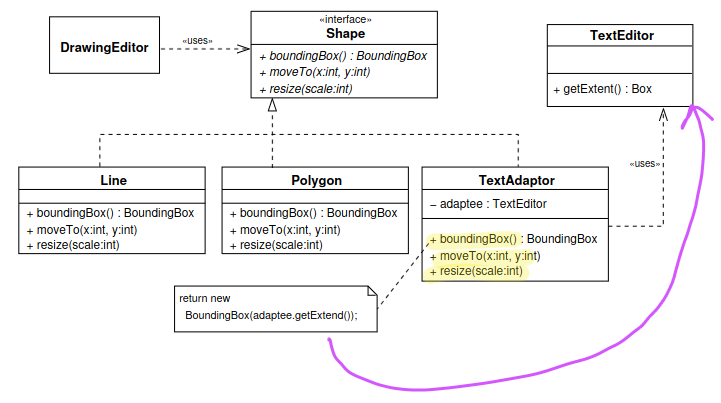 DrawingEditor
«uses»
«interface»
Shape
+ boundingBox() : BoundingBox
+ moveTo(x:int, y:int)
+ resize(scale:int)
TextEditor
+ getExtent() : Box
«uses»
Line
+ boundingBox() : BoundingBox
+ moveTo(x:int, y:int)
+ resize(scale:int)
Polygon
+ boundingBox() : BoundingBox
+ moveTo(x:int, y:int)
+ resize(scale:int)
TextAdaptor
− adaptee : TextEditor
+ boundingBox() : BoundingBox
+ moveTo(x:int, y:int)
+ resize(scale:int)
return new
BoundingBox(adaptee.getExtend());